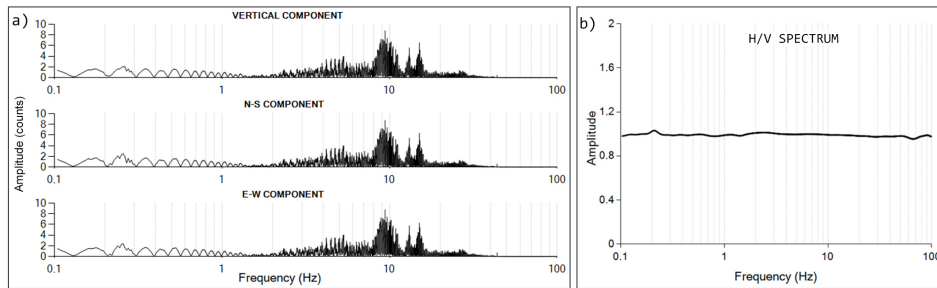 a)
VERTICAL COMPONENT
10
8
6
4
2
0
0.1 1 10 100
N-S COMPONENT
10
8
6
4
2
0
0.1 1 10 100
E-W COMPONENT
10
8
6
4
2
0
0.1 1 10 100
Amplitude (counts)
Frequency (Hz)
b)
H/V SPECTRUM
2
1.6
1.2
0.8
0.4
0
0.1 1 10 100
Amplitude
Frequency (Hz)